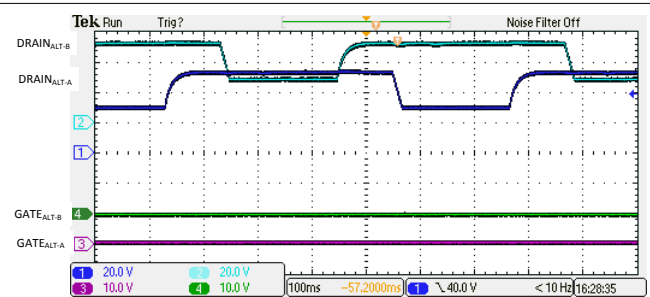 Tek Run Trig? Noise Filter Off
DRAINALT-B
DRAINALT-A
2
1
GATEALT-B
4
GATEALT-A
3
1 20.0 V 2 20.0 V
3 10.0 V 4 10.0 V
100ms -57.2000ms 1 \ 40.0 V < 10 Hz 16:28:35